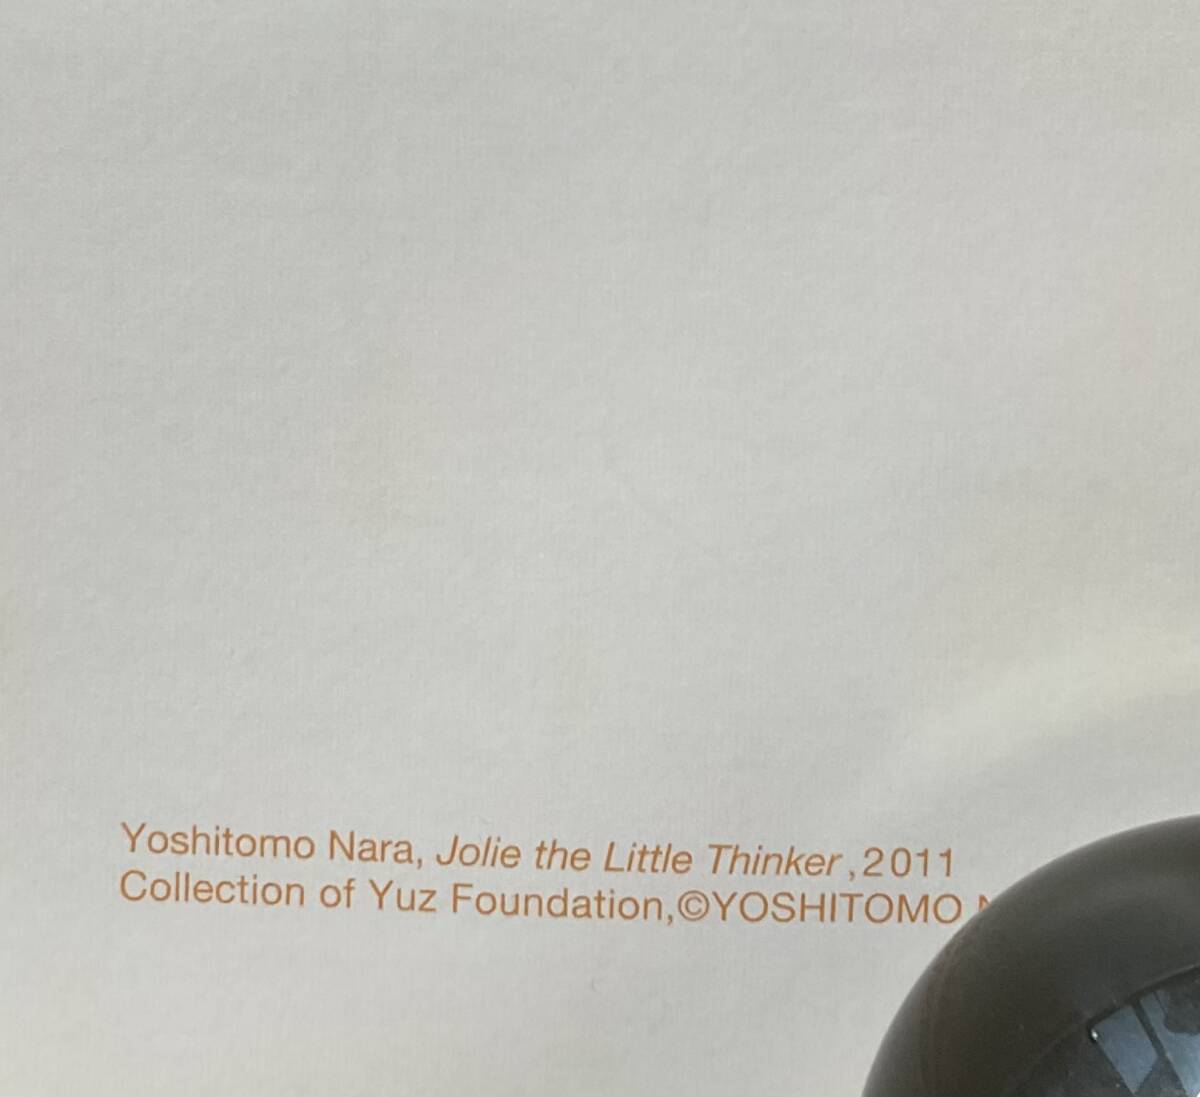 Yoshitomo Nara, Jolie the Little Thinker,2011
Collection of Yuz Foundation,©YOSHITOMO